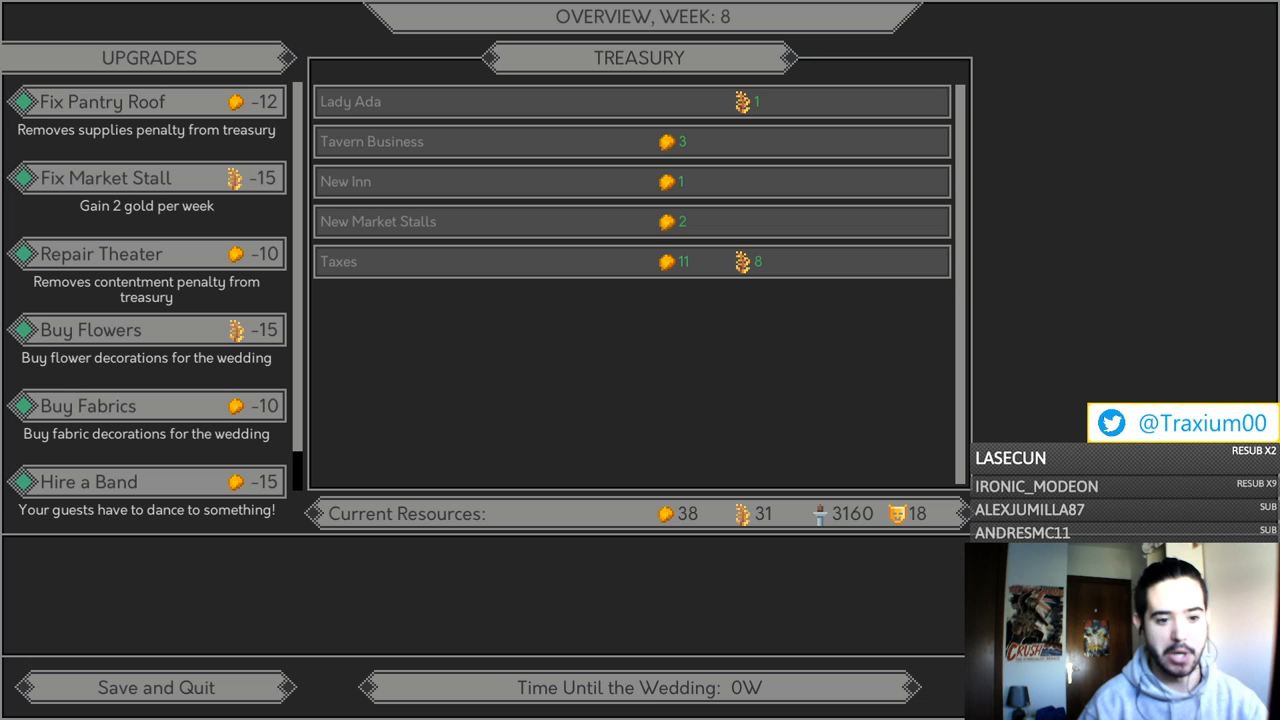 OVERVIEW, WEEK: 8
UPGRADES
Fix Pantry Roof -12
Removes supplies penalty from treasury
Fix Market Stall -15
Gain 2 gold per week
Repair Theater -10
Removes contentment penalty from
treasury
Buy Flowers -15
Buy flower decorations for the wedding
Buy Fabrics -10
Buy fabric decorations for the wedding
Hire a Band -15
Your guests have to dance to something!
TREASURY
Lady Ada 1
Tavern Business 3
New Inn 1
New Market Stalls 2
Taxes 11 8
Current Resources: 38 31 3160 18
Save and Quit
Time Until the Wedding: 0W
@Traxium00
LASECUN RESUB X2
IRONIC_MODEON RESUB X9
ALEXJUMILLA87 SUB
ANDRESMC11 SUB
CRUSH